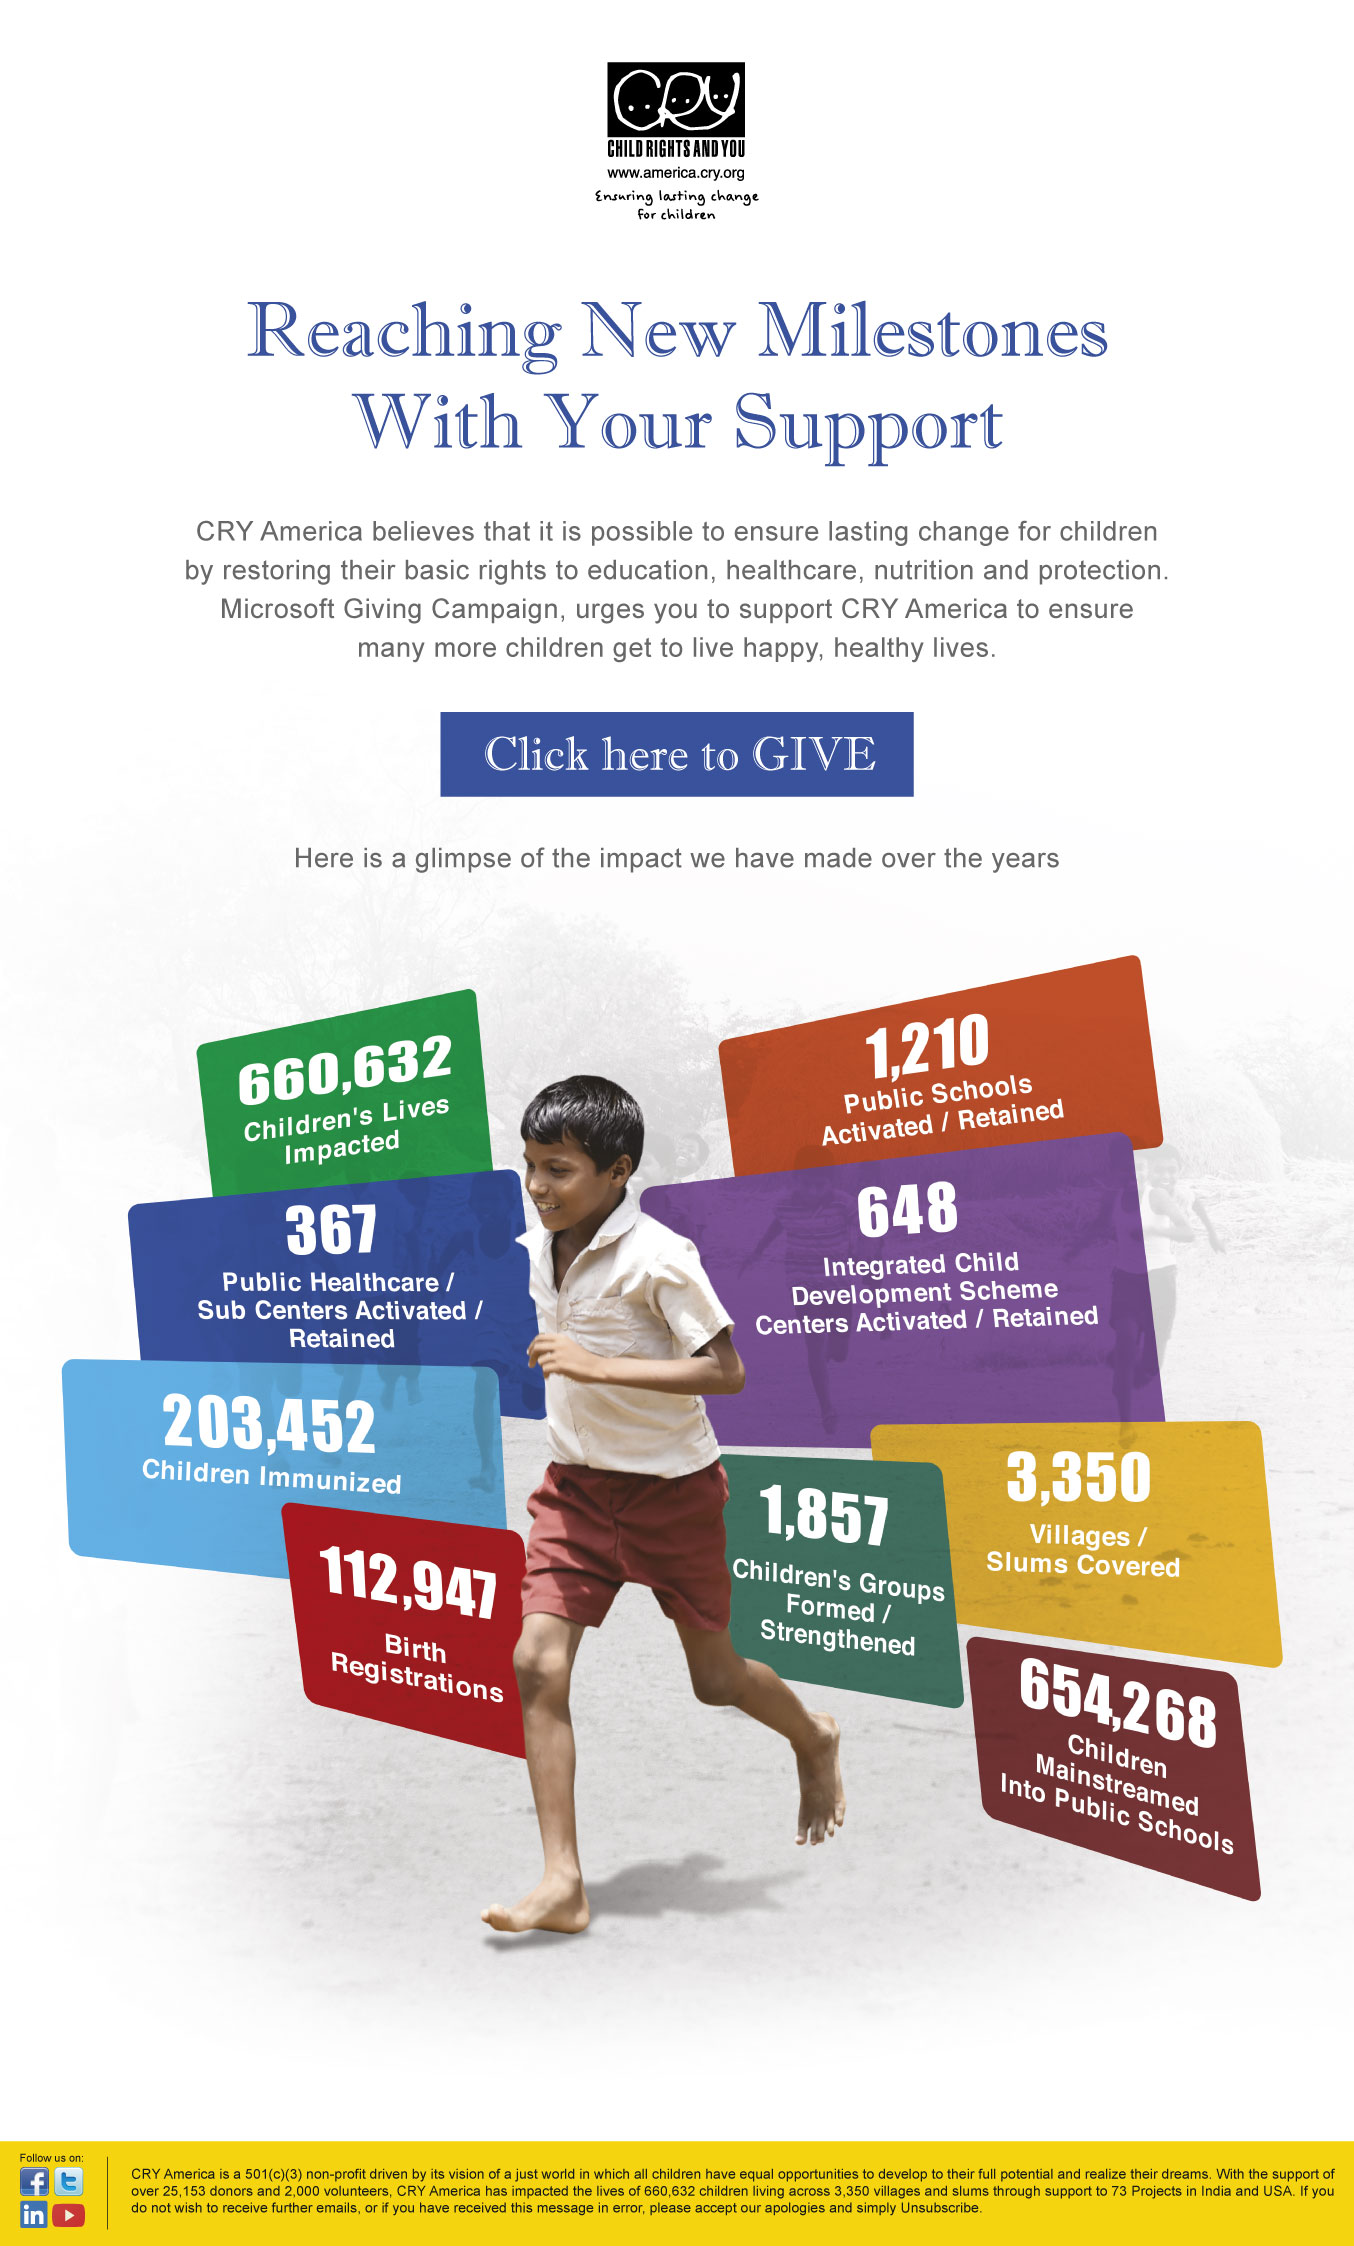 CRY
CHILD RIGHTS AND YOU
www.america.cry.org
Ensuring lasting change
for children
Reaching New Milestones
With Your Support
CRY America believes that it is possible to ensure lasting change for children
by restoring their basic rights to education, healthcare, nutrition and protection.
Microsoft Giving Campaign, urges you to support CRY America to ensure
many more children get to live happy, healthy lives.
Click here to GIVE
Here is a glimpse of the impact we have made over the years
660,632
Children's Lives
Impacted
1,210
Public Schools
Activated / Retained
367
Public Healthcare /
Sub Centers Activated /
Retained
648
Integrated Child
Development Scheme
Centers Activated / Retained
203,452
Children Immunized
3,350
Villages /
Slums Covered
1,857
Children's Groups
Formed /
Strengthened
112,947
Birth
Registrations
654,268
Children
Mainstreamed
Into Public Schools
Follow us on:
CRY America is a 501(c)(3) non-profit driven by its vision of a just world in which all children have equal opportunities to develop to their full potential and realize their dreams. With the support of
over 25,153 donors and 2,000 volunteers, CRY America has impacted the lives of 660,632 children living across 3,350 villages and slums through support to 73 Projects in India and USA. If you
do not wish to receive further emails, or if you have received this message in error, please accept our apologies and simply Unsubscribe.